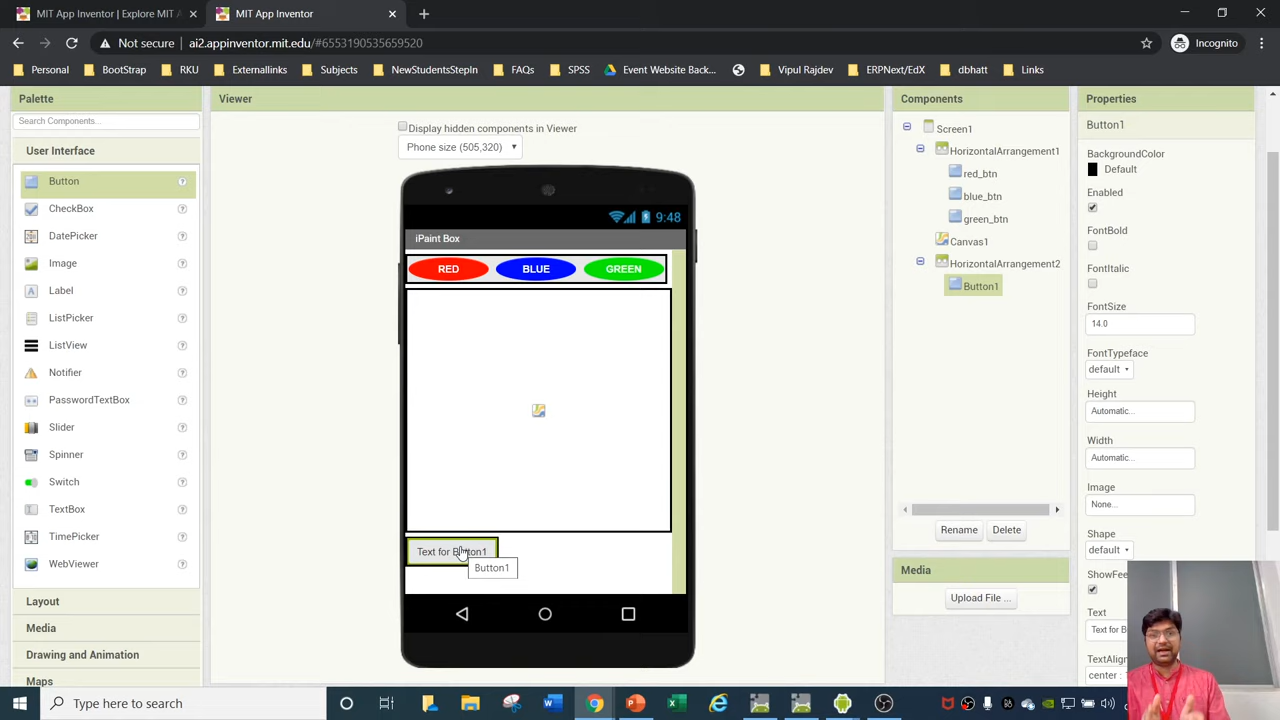 MIT App Inventor | Explore MIT A
MIT App Inventor
Not secure | ai2.appinventor.mit.edu/#6553190535659520
Incognito
Personal
BootStrap
RKU
Externallinks
Subjects
NewStudentsStein
FAQs
SPSS
Event Website Back...
Vipul Rajdev
ERPNext/EdX
dbhatt
Links
Palette
Search Components...
User Interface
Button
CheckBox
DatePicker
Image
Label
ListPicker
ListView
Notifier
PasswordTextBox
Slider
Spinner
Switch
TextBox
TimePicker
WebViewer
Layout
Media
Drawing and Animation
Maps
Viewer
Display hidden components in Viewer
Phone size (505,320)
9:48
iPaint Box
RED
BLUE
GREEN
Text for Button1
Button1
Components
Screen1
HorizontalArrangement1
red_btn
blue_btn
green_btn
Canvas1
HorizontalArrangement2
Button1
Rename
Delete
Media
Upload File ...
Properties
Button1
BackgroundColor
Default
Enabled
FontBold
FontItalic
FontSize
14.0
FontTypeface
default
Height
Automatic...
Width
Automatic...
Image
None...
Shape
default
ShowFee
Text
Text for B
TextAlign
center :
Type here to search